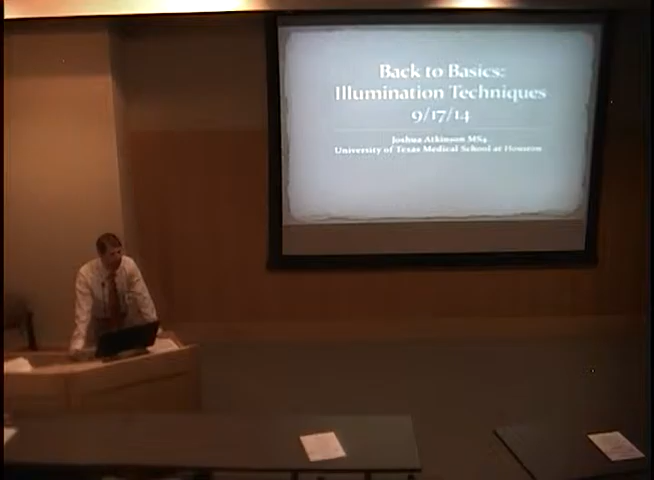 Back to Basics:
Illumination Techniques
9/17/14
Joshua Atkinson MS4
University of Texas Medical School at Houston